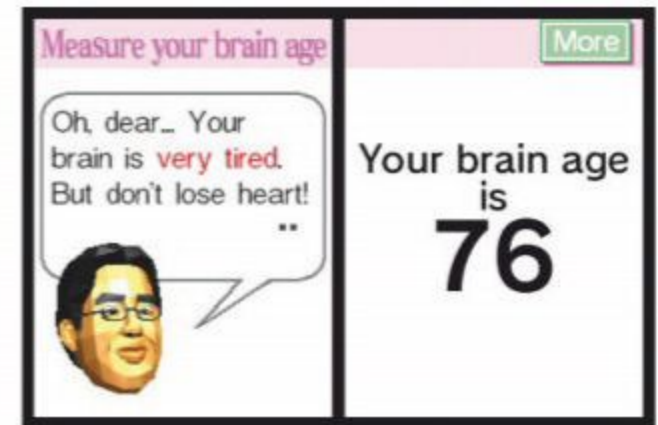 Measure your brain age
Oh, dear... Your
brain is very tired.
But don't lose heart!
More
Your brain age
is
76